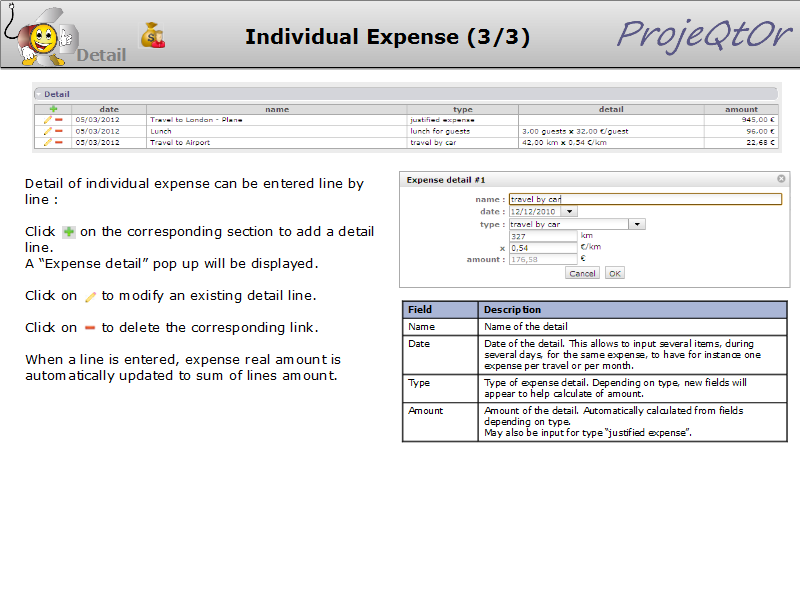 Detail
Individual Expense (3/3)
ProjeQtOr
Detail
date name type detail amount
05/03/2012 Travel to London - Plane justified expense 945,00 €
05/03/2012 Lunch lunch for guests 3,00 guests x 32,00 €/guest 96,00 €
05/03/2012 Travel to Airport travel by car 42,00 km x 0,54 €/km 22,68 €
Detail of individual expense can be entered line by
line :
Click on the corresponding section to add a detail
line.
A “Expense detail” pop up will be displayed.
Click on to modify an existing detail line.
Click on to delete the corresponding link.
When a line is entered, expense real amount is
automatically updated to sum of lines amount.
Expense detail #1
name : travel by car
date : 12/12/2010
type : travel by car
327 km
x 0,54 €/km
amount : 176,58 €
Cancel OK
Field Description
Name Name of the detail
Date Date of the detail. This allows to input several items, during
several days, for the same expense, to have for instance one
expense per travel or per month.
Type Type of expense detail. Depending on type, new fields will
appear to help calculate of amount.
Amount Amount of the detail. Automatically calculated from fields
depending on type.
May also be input for type “justified expense”.